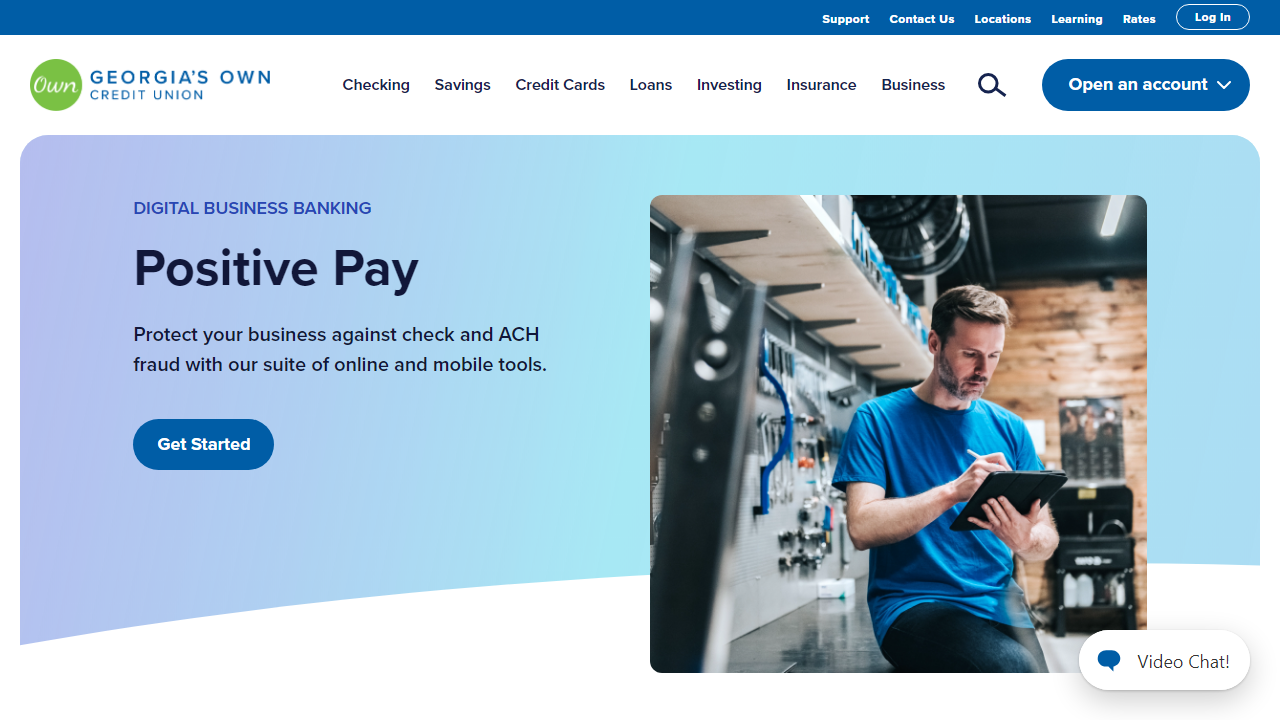 Support Contact Us Locations Learning Rates Log In
Own GEORGIA'S OWN
CREDIT UNION
Checking Savings Credit Cards Loans Investing Insurance Business Open an account
DIGITAL BUSINESS BANKING
Positive Pay
Protect your business against check and ACH
fraud with our suite of online and mobile tools.
Get Started
Video Chat!